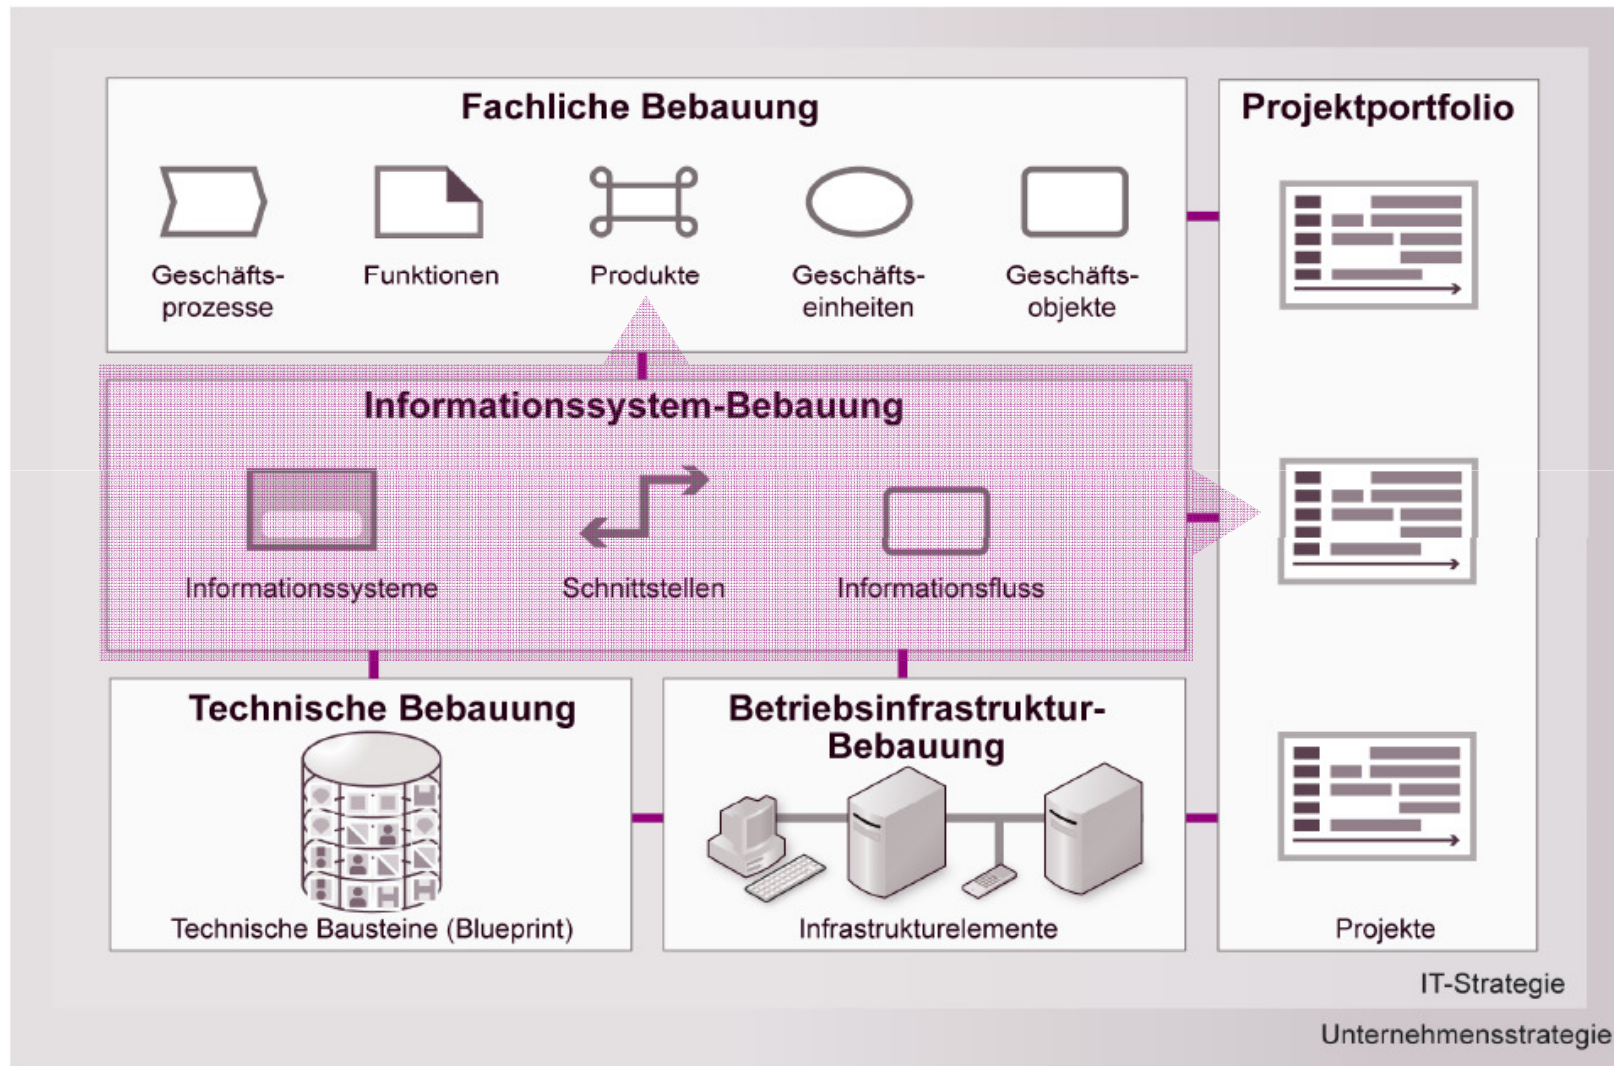 Fachliche Bebauung
Geschäfts-
prozesse
Funktionen
Produkte
Geschäfts-
einheiten
Geschäfts-
objekte
Projektportfolio
Informationssystem-Bebauung
Informationssysteme
Schnittstellen
Informationsfluss
Technische Bebauung
Technische Bausteine (Blueprint)
Betriebsinfrastruktur-
Bebauung
Infrastrukturelemente
Projekte
IT-Strategie
Unternehmensstrategie